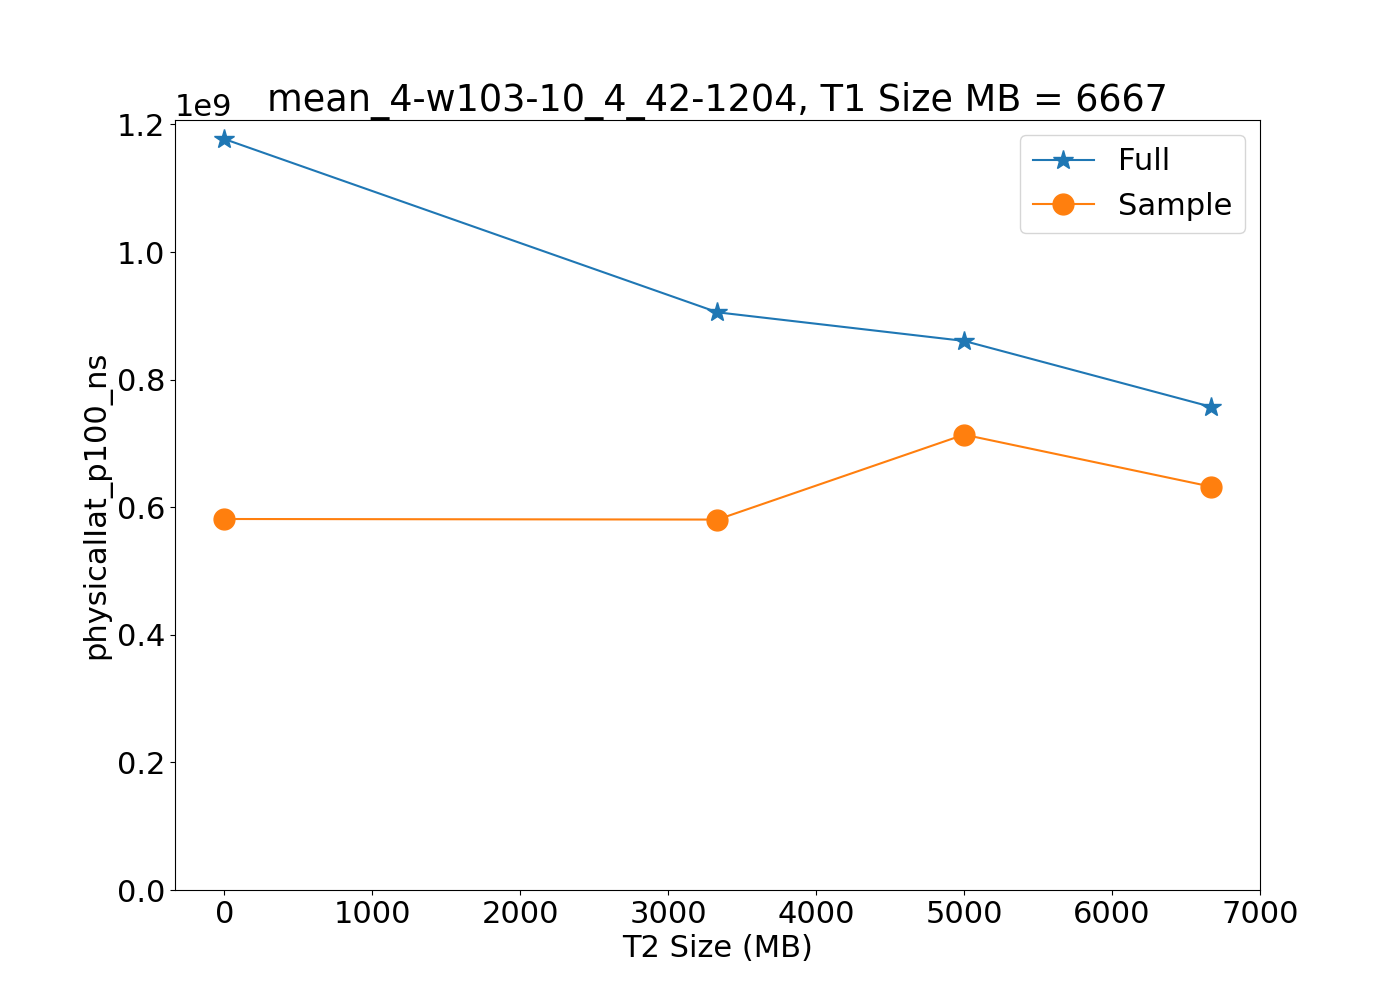 1e9
mean_4-w103-10_4_42-1204, T1 Size MB = 6667
Full
Sample
1.2
1.0
0.8
0.6
0.4
0.2
0.0
physicallat_p100_ns
0 1000 2000 3000 4000 5000 6000 7000
T2 Size (MB)